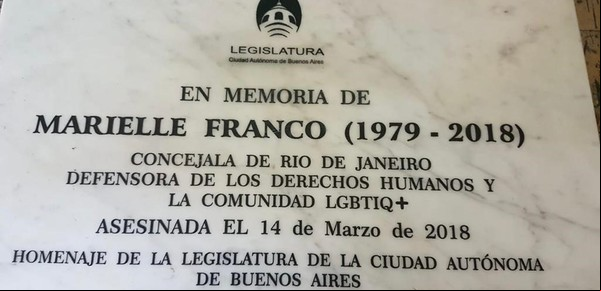 LEGISLATURA
Ciudad Autónoma de Buenos Aires
EN MEMORIA DE
MARIELLE FRANCO (1979 - 2018)
CONCEJALA DE RIO DE JANEIRO
DEFENSORA DE LOS DERECHOS HUMANOS Y
LA COMUNIDAD LGBTIQ+
ASESINADA EL 14 de Marzo de 2018
HOMENAJE DE LA LEGISLATURA DE LA CIUDAD AUTÓNOMA
DE BUENOS AIRES